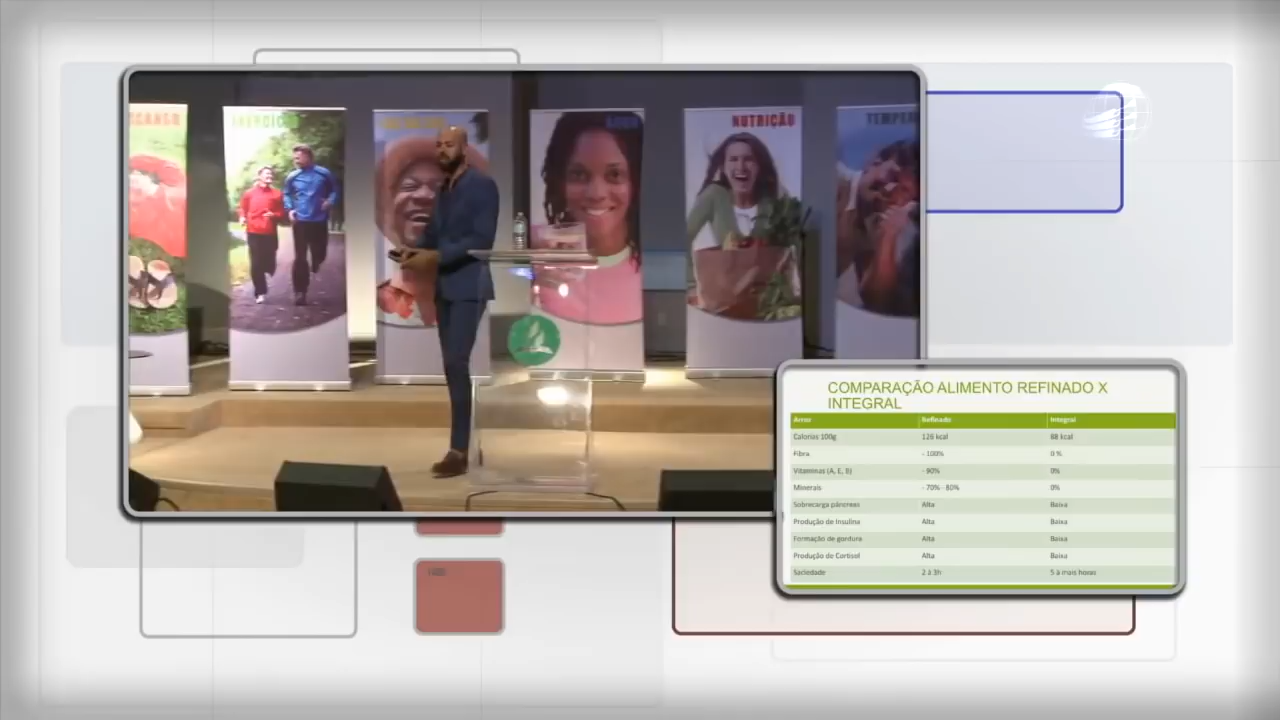 NUTRIÇÃO
COMPARAÇÃO ALIMENTO REFINADO X
INTEGRAL
Arroz Refinado Integral
Calorias 100g 126 kcal 88 kcal
Fibra - 100% 0 %
Vitaminas (A, E, B) - 90% 0%
Minerais - 70% - 80% 0%
Sobrecarga pâncreas Alta Baixa
Produção de Insulina Alta Baixa
Formação de gordura Alta Baixa
Produção de Cortisol Alta Baixa
Saciedade 2 à 3h 5 à mais horas